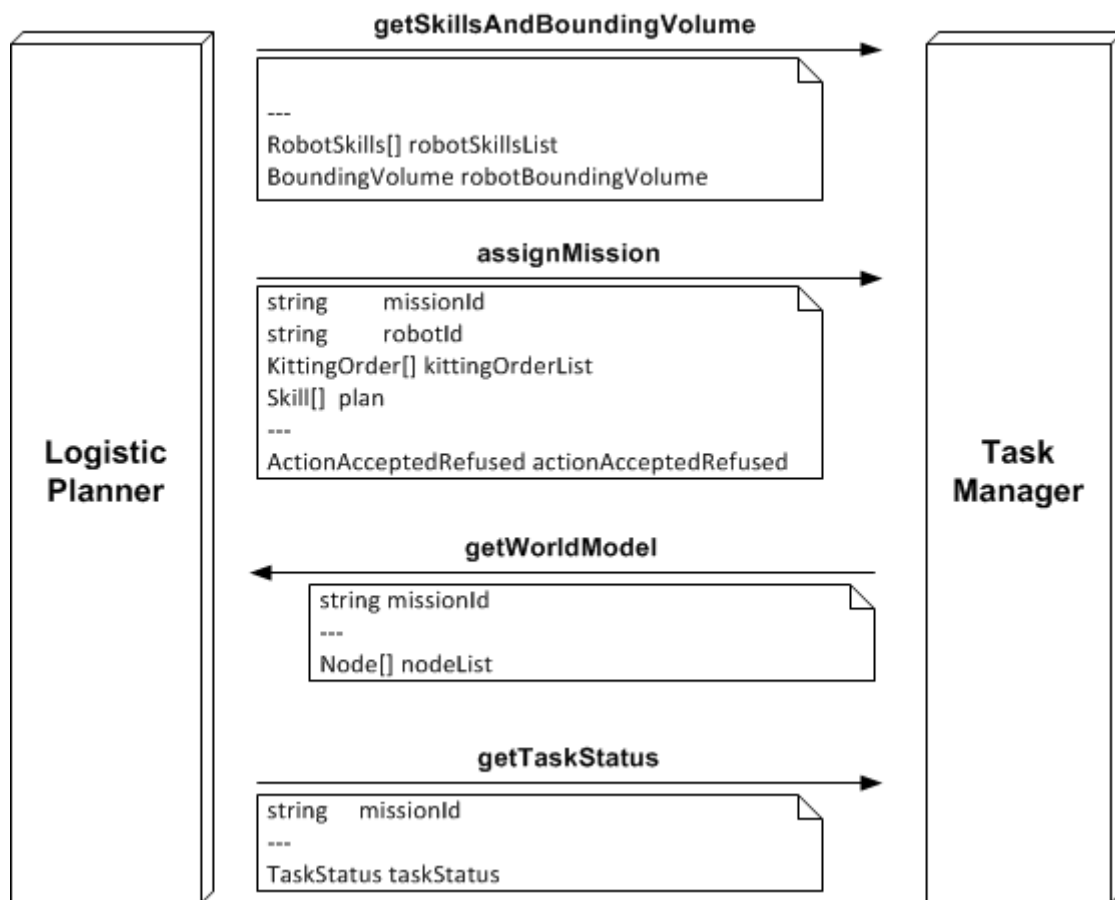 getSkillsAndBoundingVolume
---
RobotSkills[] robotSkillsList
BoundingVolume robotBoundingVolume
assignMission
string missionId
string robotId
KittingOrder[] kittingOrderList
Skill[] plan
---
ActionAcceptedRefused actionAcceptedRefused
Logistic
Planner
Task
Manager
getWorldModel
string missionId
---
Node[] nodeList
getTaskStatus
string missionId
---
TaskStatus taskStatus